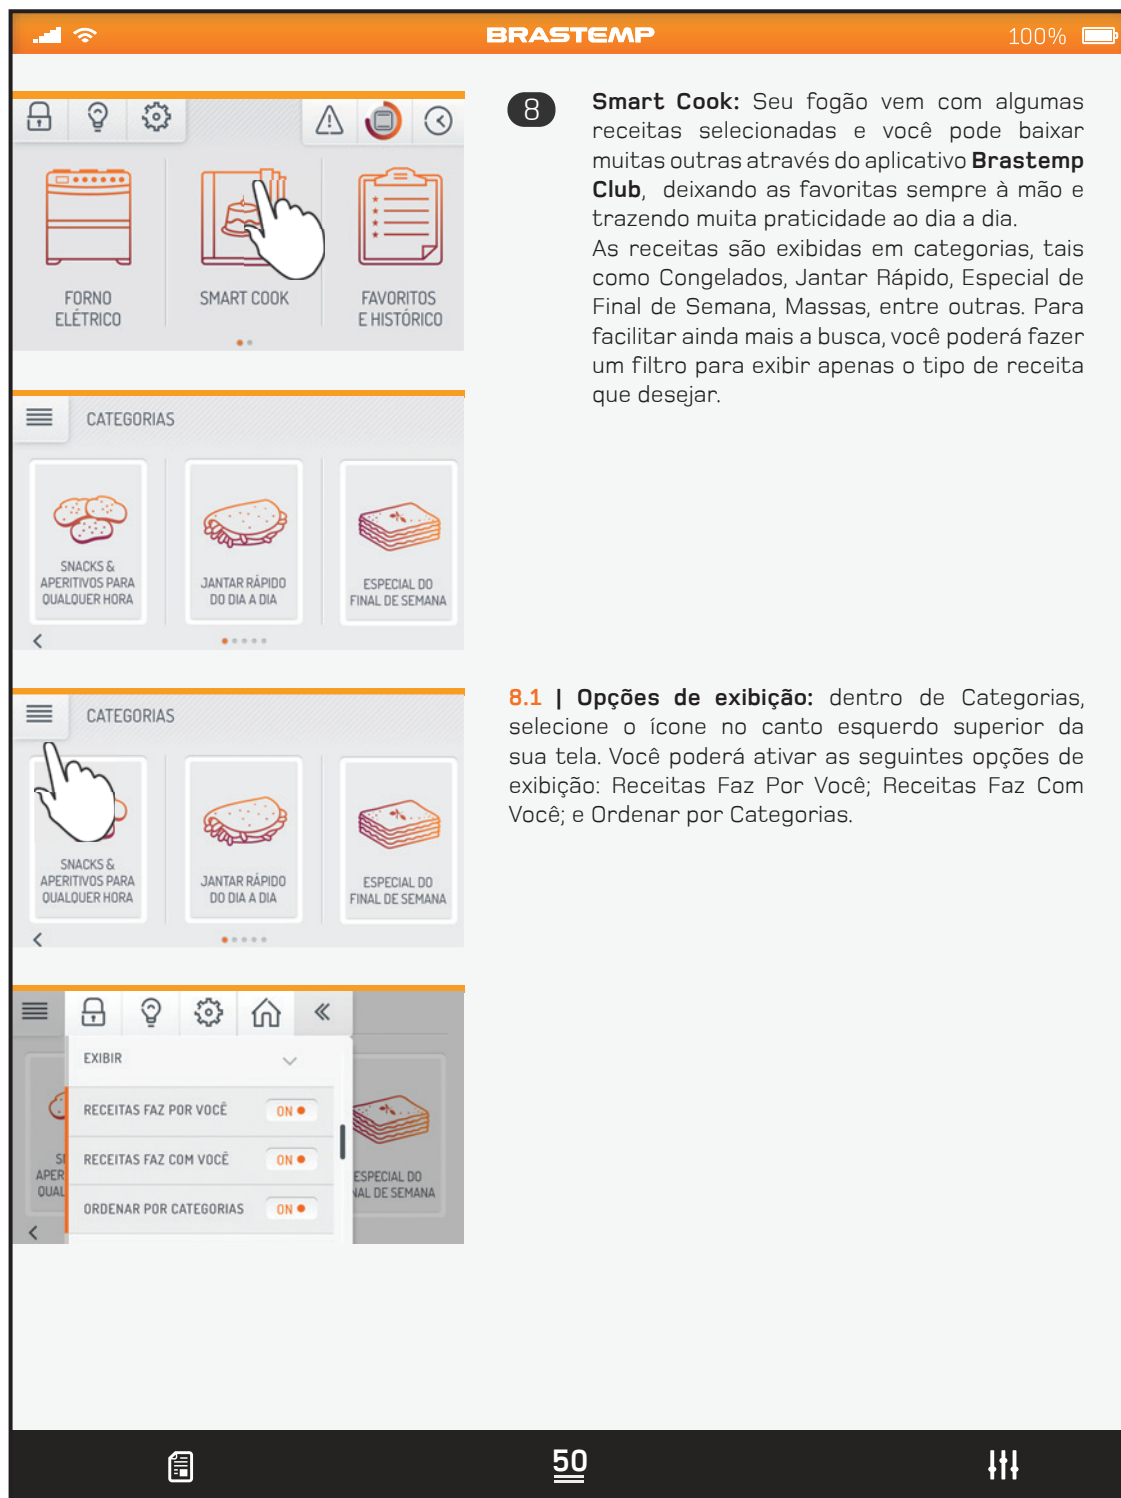 BRASTEMP
100%
FORNO
ELÉTRICO
SMART COOK
FAVORITOS
E HISTÓRICO
8
Smart Cook: Seu fogão vem com algumas
receitas selecionadas e você pode baixar
muitas outras através do aplicativo Brastemp
Club, deixando as favoritas sempre à mão e
trazendo muita praticidade ao dia a dia.
As receitas são exibidas em categorias, tais
como Congelados, Jantar Rápido, Especial de
Final de Semana, Massas, entre outras. Para
facilitar ainda mais a busca, você poderá fazer
um filtro para exibir apenas o tipo de receita
que desejar.
CATEGORIAS
SNACKS &
APERITIVOS PARA
QUALQUER HORA
JANTAR RÁPIDO
DO DIA A DIA
ESPECIAL DO
FINAL DE SEMANA
8.1 | Opções de exibição: dentro de Categorias,
selecione o ícone no canto esquerdo superior da
sua tela. Você poderá ativar as seguintes opções de
exibição: Receitas Faz Por Você; Receitas Faz Com
Você; e Ordenar por Categorias.
CATEGORIAS
SNACKS &
APERITIVOS PARA
QUALQUER HORA
JANTAR RÁPIDO
DO DIA A DIA
ESPECIAL DO
FINAL DE SEMANA
EXIBIR
RECEITAS FAZ POR VOCÊ ON
RECEITAS FAZ COM VOCÊ ON
ORDENAR POR CATEGORIAS ON
S
APER
QUAL
ESPECIAL DO
NAL DE SEMANA
50